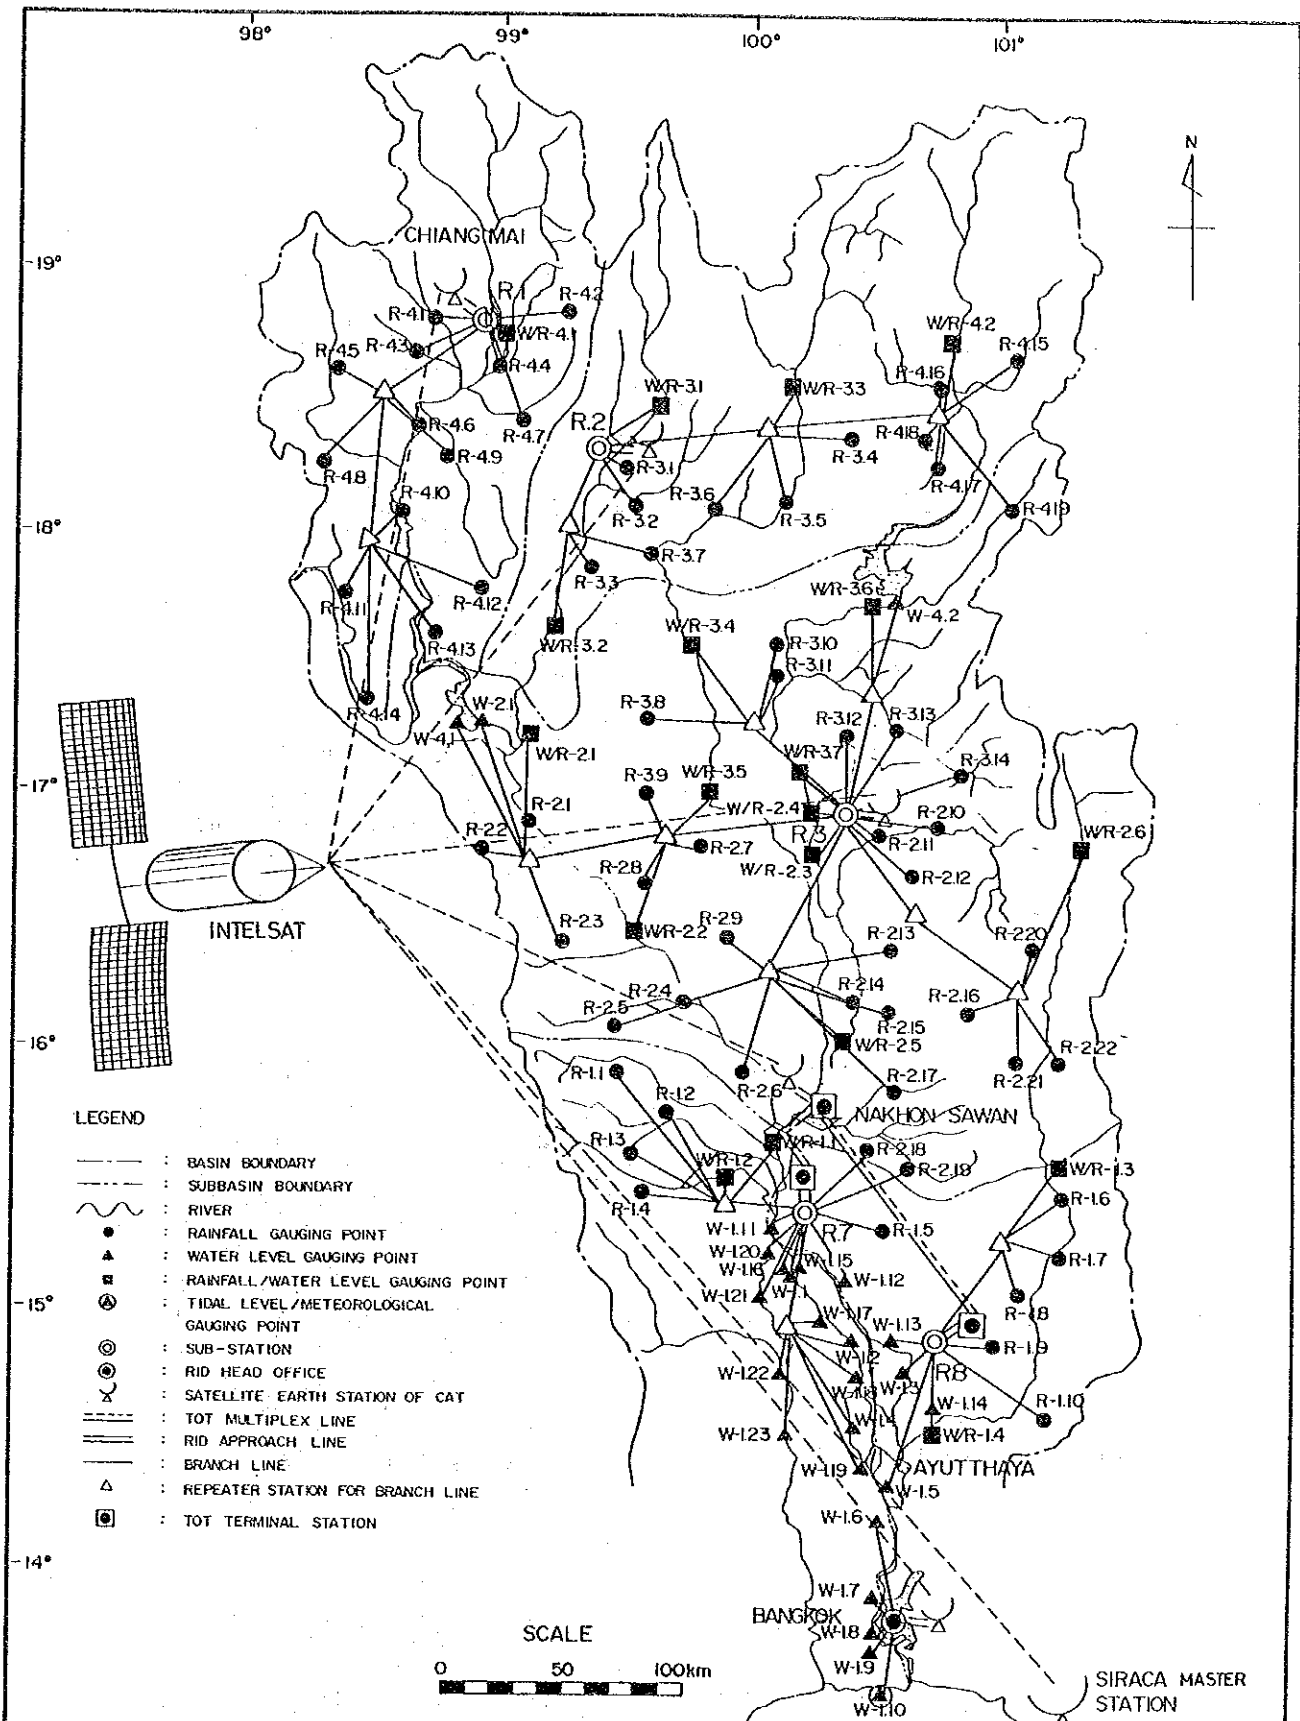 98° 99° 100° 101°
N
CHIANG MAI
-19°
R.1
R-4.2
R-4.1
W/R-4.1
W/R-4.2
R-4.3
R-4.15
R-4.5
R-4.4
R-4.16
W/R-3.1
W/R-3.3
R-4.6
R.2
R-4.7
R-4.18
R-3.4
R-4.9
R-3.1
R-4.8
R-4.17
R-4.10
R-3.6
R-3.2
R-3.5
R-4.19
-18°
R-3.7
R-3.3
W/R-3.6
R-4.11
R-4.12
W-4.2
R-4.13
W/R-3.2
W/R-3.4
R-3.10
R-3.11
R-4.14
W-2.1
R-3.8
R-3.12
R-3.13
W-4.1
W/R-2.1
W/R-3.7
R-3.14
-17°
R-3.9
W/R-3.5
R-2.1
W/R-2.4
R-2.10
R-2.2
R.3
R-2.11
W/R-2.6
R-2.7
R-2.8
W/R-2.3
R-2.12
INTELSAT
R-2.3
W/R-2.2
R-2.9
R-2.13
R-2.20
R-2.4
R-2.14
R-2.16
R-2.5
R-2.15
-16°
W/R-2.5
R-2.22
R-1.1
R-2.6
R-2.17
R-2.21
R-1.2
NAKHON SAWAN
R-1.3
W/R-1.1
R-2.18
W/R-1.2
R-2.19
W/R-1.3
R-1.4
R-1.6
W-1.11
R.7
R-1.5
W-1.20
W-1.15
R-1.7
W-1.16
W-1.12
W-1.21
W-1.1
-15°
R-1.8
W-1.17
W-1.13
R-1.9
W-1.2
W-1.22
W-1.3
R.8
W-1.18
R-1.10
W-1.4
W-1.14
W-1.23
W/R-1.4
W-1.19
AYUTTHAYA
W-1.5
W-1.6
-14°
W-1.7
BANGKOK
W-1.8
W-1.9
W-1.10
SIRACA MASTER
STATION
LEGEND
: BASIN BOUNDARY
: SUBBASIN BOUNDARY
: RIVER
: RAINFALL GAUGING POINT
: WATER LEVEL GAUGING POINT
: RAINFALL/WATER LEVEL GAUGING POINT
: TIDAL LEVEL/METEOROLOGICAL
GAUGING POINT
: SUB-STATION
: RID HEAD OFFICE
: SATELLITE EARTH STATION OF CAT
: TOT MULTIPLEX LINE
: RID APPROACH LINE
: BRANCH LINE
: REPEATER STATION FOR BRANCH LINE
: TOT TERMINAL STATION
SCALE
0 50 100km